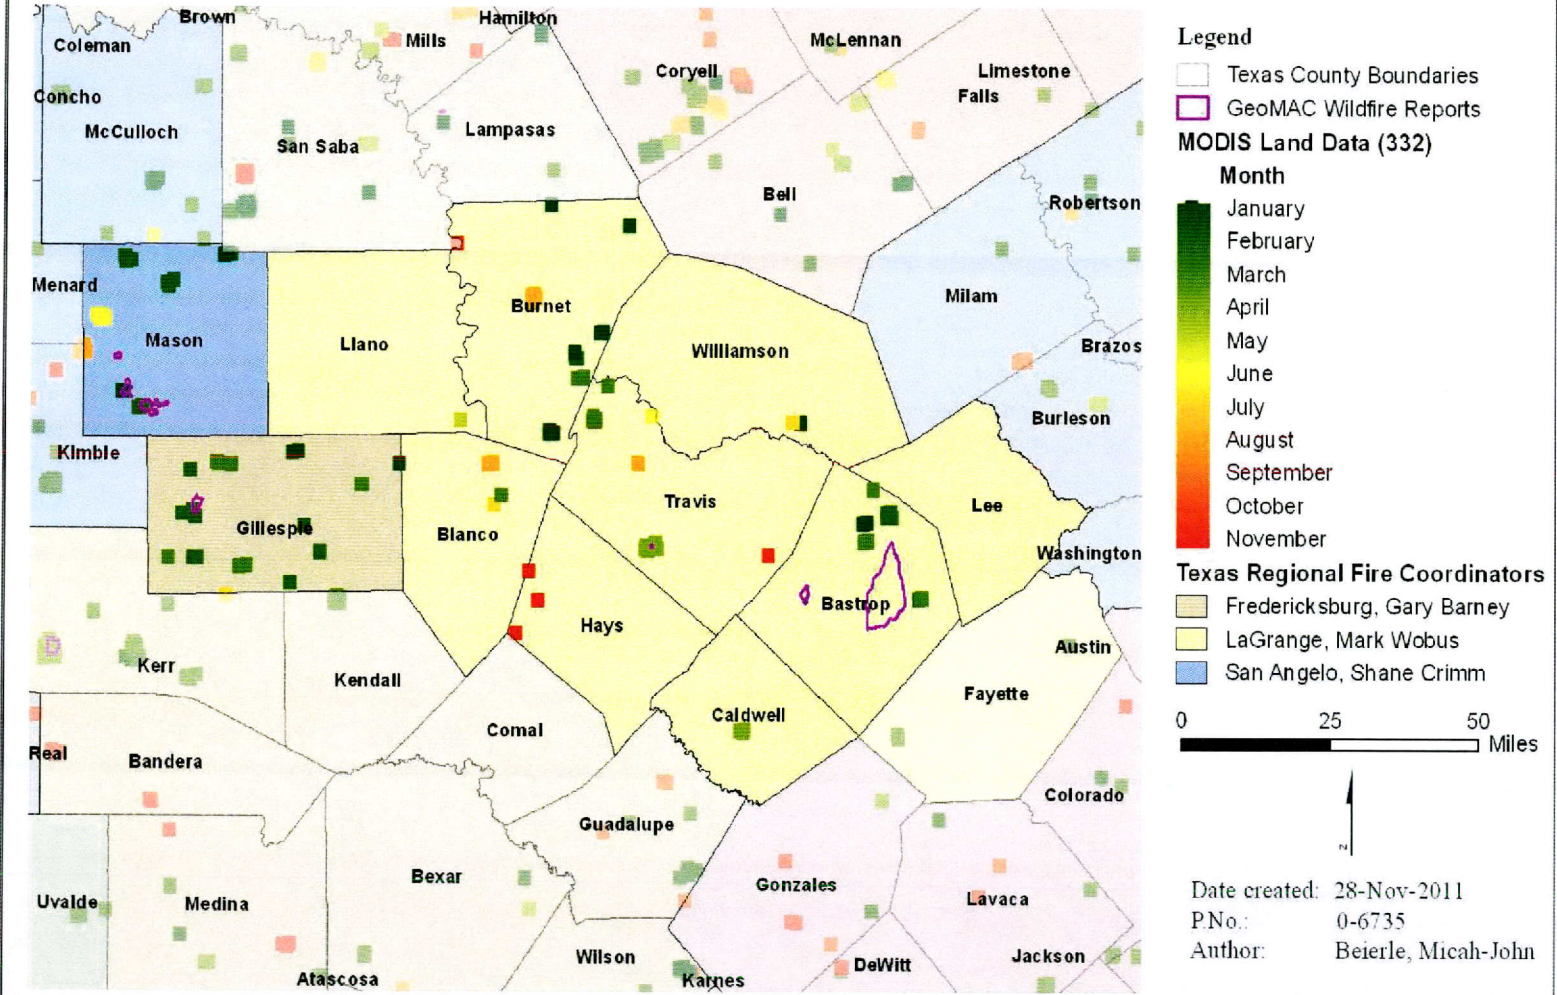 Brown
Hamilton
Coleman
Mills
McLennan
Coryell
Limestone
Falls
Concho
McCulloch
Lampasas
San Saba
Bell
Robertson
Menard
Milam
Burnet
Mason
Llano
Williamson
Brazos
Burleson
Kimble
Travis
Lee
Gillespie
Blanco
Washington
Bastrop
Hays
Austin
Kerr
Kendall
Fayette
Caldwell
Comal
Real
Bandera
Colorado
Guadalupe
Bexar
Gonzales
Uvalde
Medina
Lavaca
Wilson
Jackson
DeWitt
Atascosa
Karnes
Legend
Texas County Boundaries
GeoMAC Wildfire Reports
MODIS Land Data (332)
Month
January
February
March
April
May
June
July
August
September
October
November
Texas Regional Fire Coordinators
Fredericksburg, Gary Barney
LaGrange, Mark Wobus
San Angelo, Shane Crimm
0 25 50
Miles
N
Date created: 28-Nov-2011
P.No.: 0-6735
Author: Beierle, Micah-John